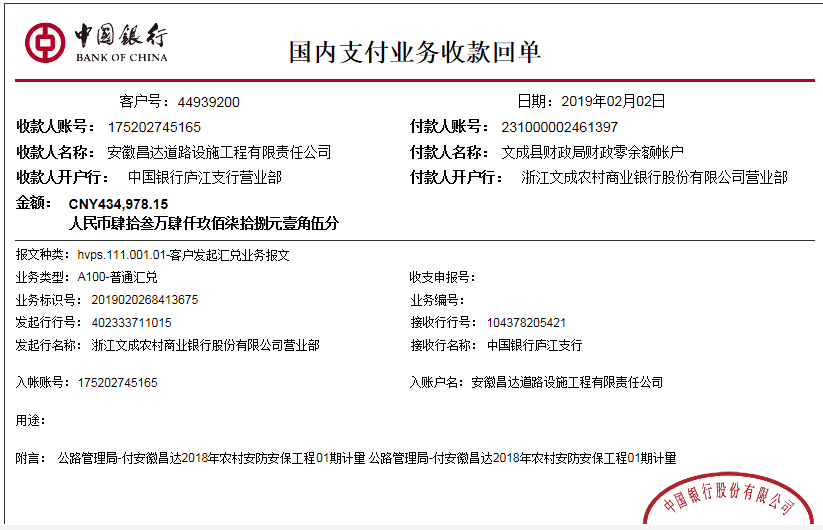 中国银行
BANK OF CHINA
国内支付业务收款回单
客户号：44939200 日期：2019年02月02日
收款人账号：175202745165 付款人账号：231000002461397
收款人名称：安徽昌达道路设施工程有限责任公司 付款人名称：文成县财政局财政零余额帐户
收款人开户行：中国银行庐江支行营业部 付款人开户行：浙江文成农村商业银行股份有限公司营业部
金额：CNY434,978.15
人民币肆拾叁万肆仟玖佰柒拾捌元壹角伍分
报文种类：hvps.111.001.01-客户发起汇兑业务报文
业务类型：A100-普通汇兑 收支申报号：
业务标识号：2019020268413675 业务编号：
发起行行号：402333711015 接收行行号：104378205421
发起行名称：浙江文成农村商业银行股份有限公司营业部 接收行名称：中国银行庐江支行
入帐账号：175202745165 入账户名：安徽昌达道路设施工程有限责任公司
用途：
附言：公路管理局-付安徽昌达2018年农村安防安保工程01期计量 公路管理局-付安徽昌达2018年农村安防安保工程01期计量
中国银行股份有限公司